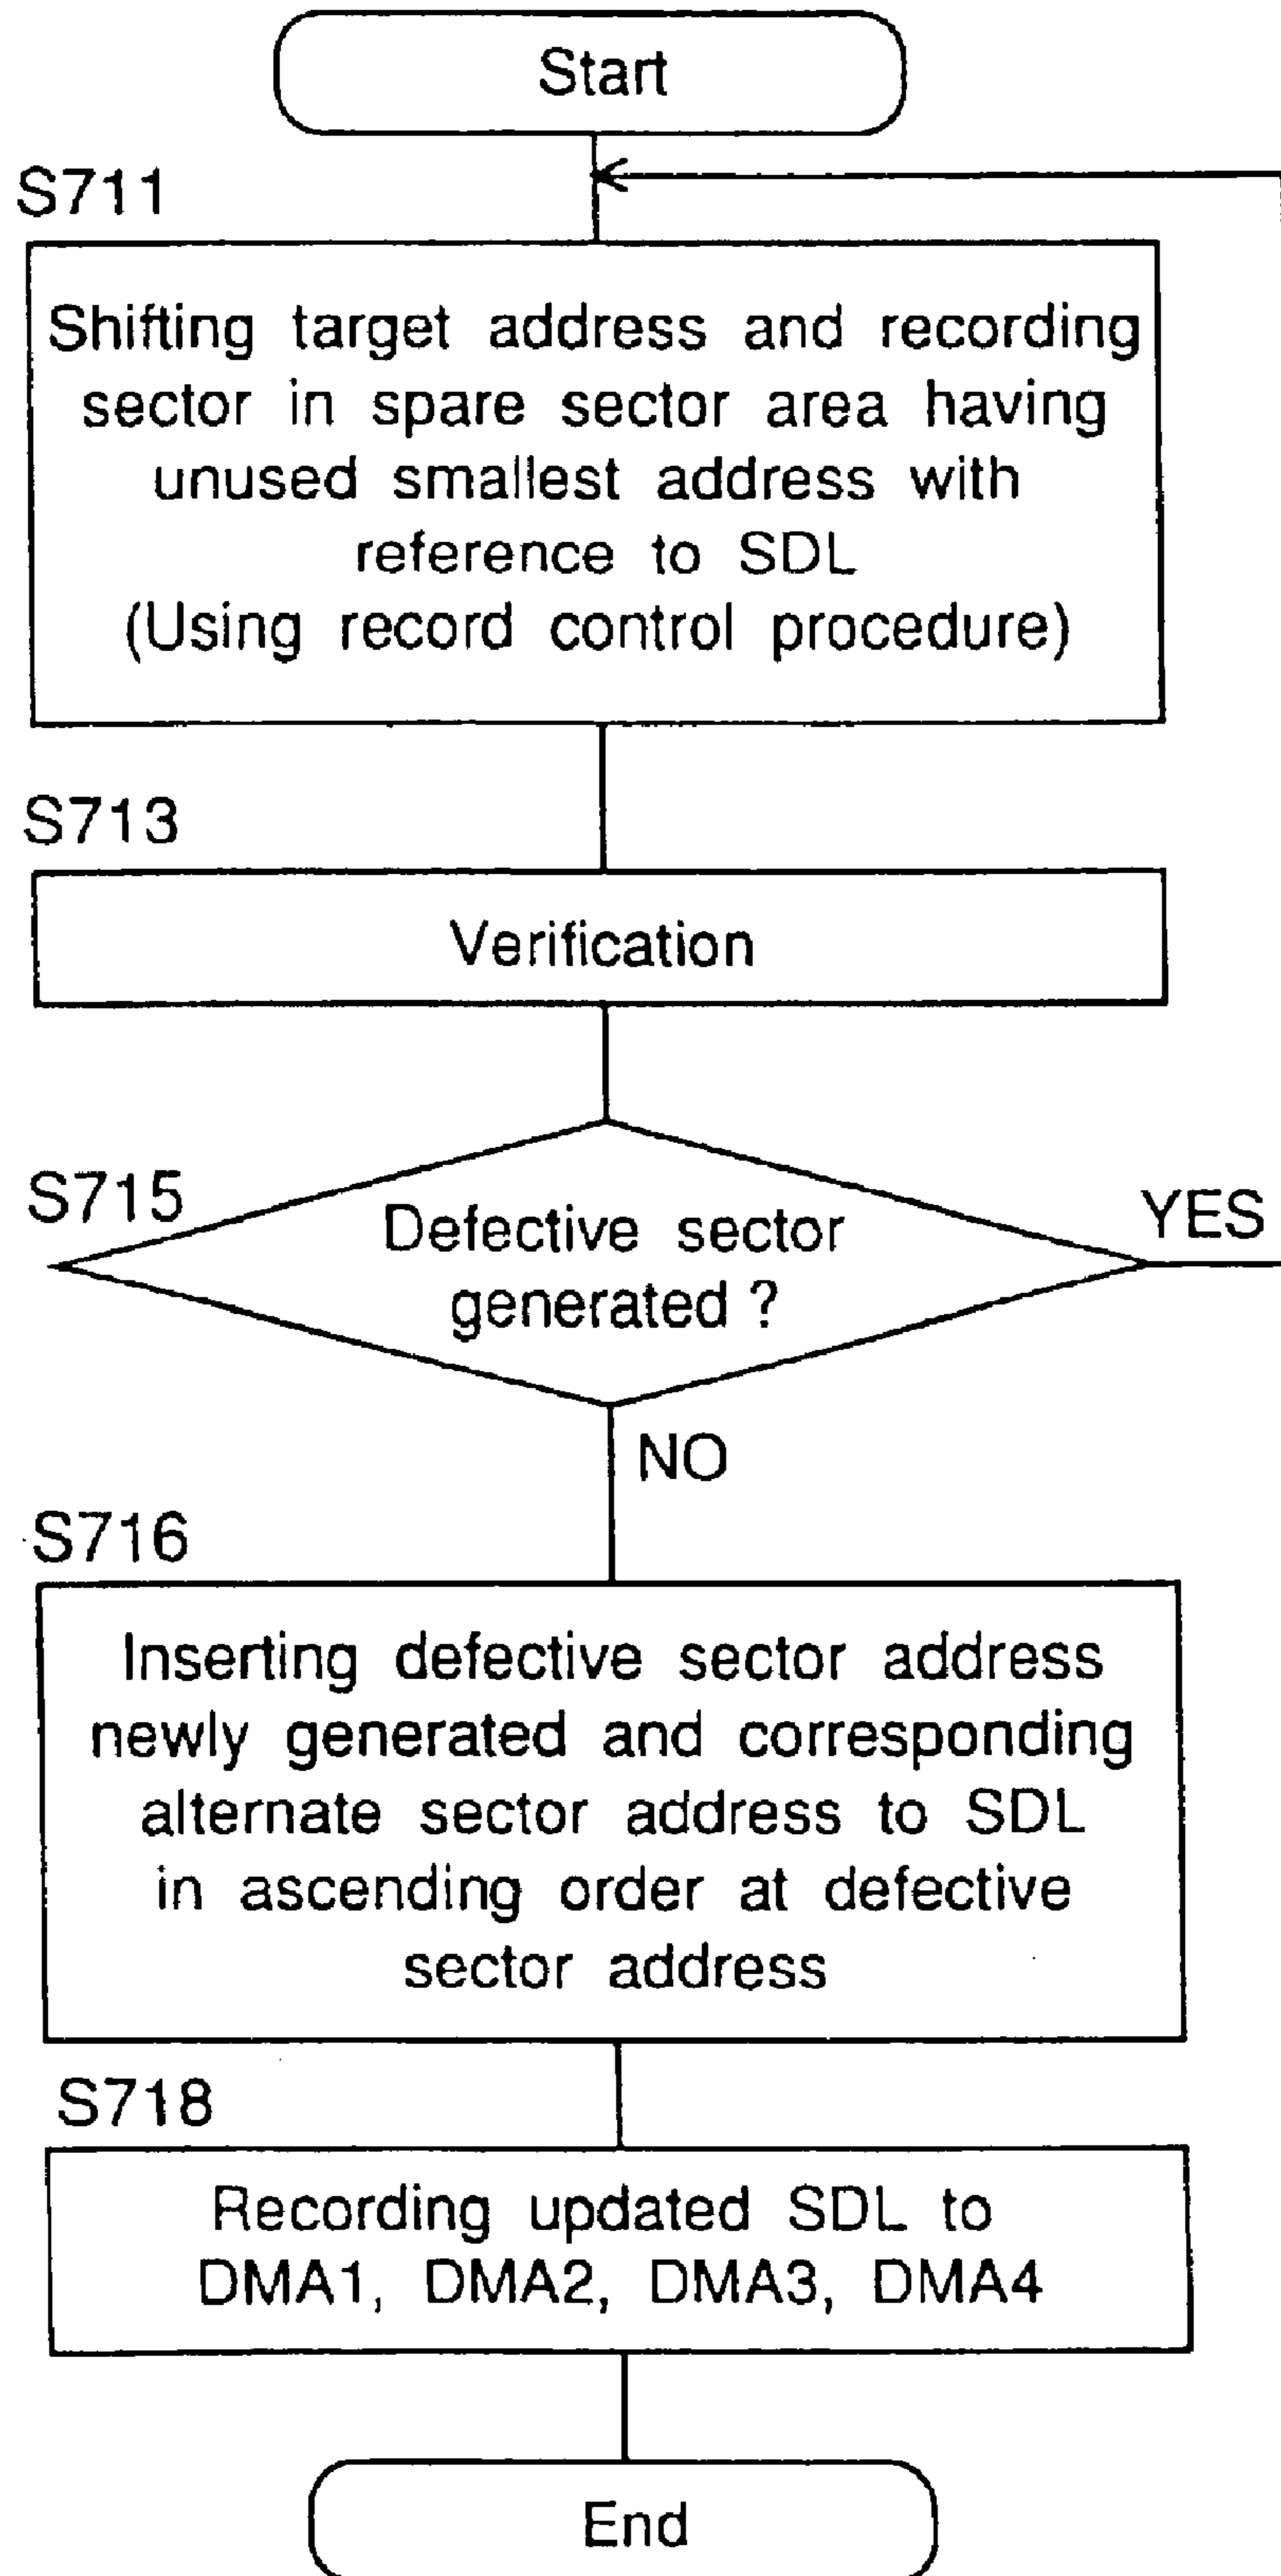 Start
S711
Shifting target address and recording
sector in spare sector area having
unused smallest address with
reference to SDL
(Using record control procedure)
S713
Verification
S715
Defective sector
generated ?
YES
NO
S716
Inserting defective sector address
newly generated and corresponding
alternate sector address to SDL
in ascending order at defective
sector address
S718
Recording updated SDL to
DMA1, DMA2, DMA3, DMA4
End